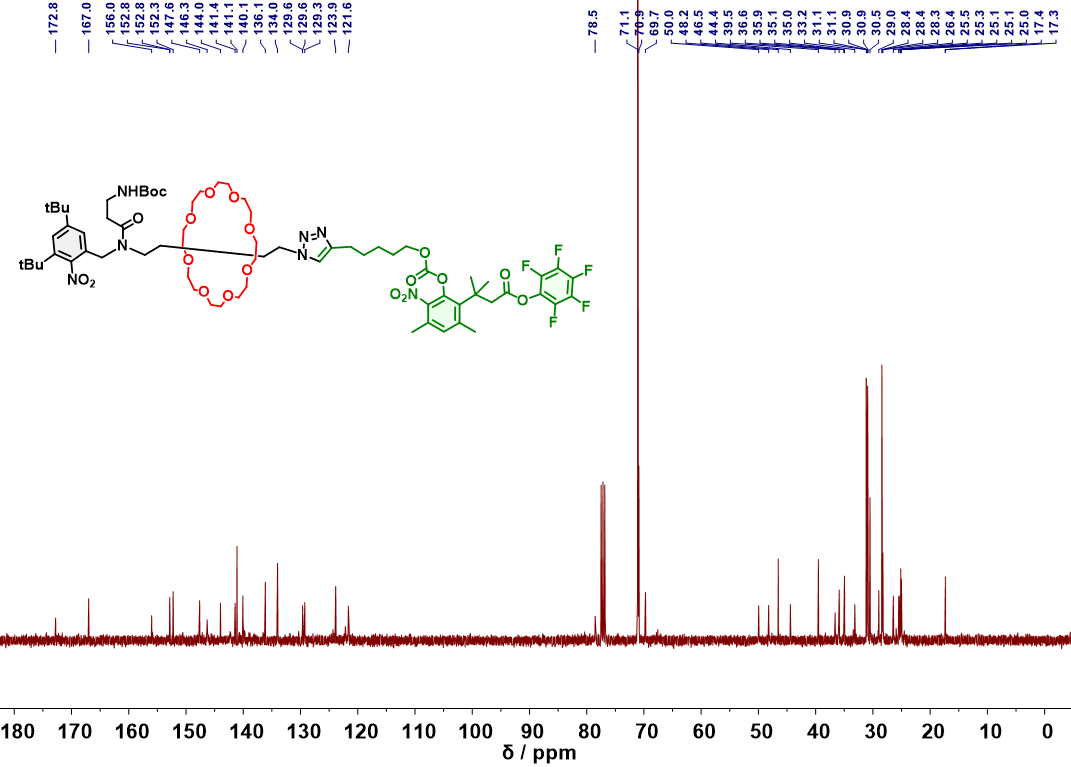 172.8
167.0
156.0
152.8
152.8
152.3
147.6
146.3
144.0
141.4
141.1
140.1
136.1
134.0
129.6
129.6
129.3
123.9
121.6
78.5
71.1
70.9
69.7
50.0
48.2
46.5
44.4
39.5
36.6
35.9
35.1
35.0
33.2
31.1
31.1
30.9
30.9
30.5
29.0
28.4
28.4
28.3
26.4
25.5
25.3
25.1
25.1
25.0
17.4
17.3
NHBoc
tBu
O
N
tBu
NO₂
O
O
O
O
O
O
O
O
N
N
N
O
O
O
O₂N
O
O
F
F
F
F
F
180 170 160 150 140 130 120 110 100 90 80 70 60 50 40 30 20 10 0
δ / ppm